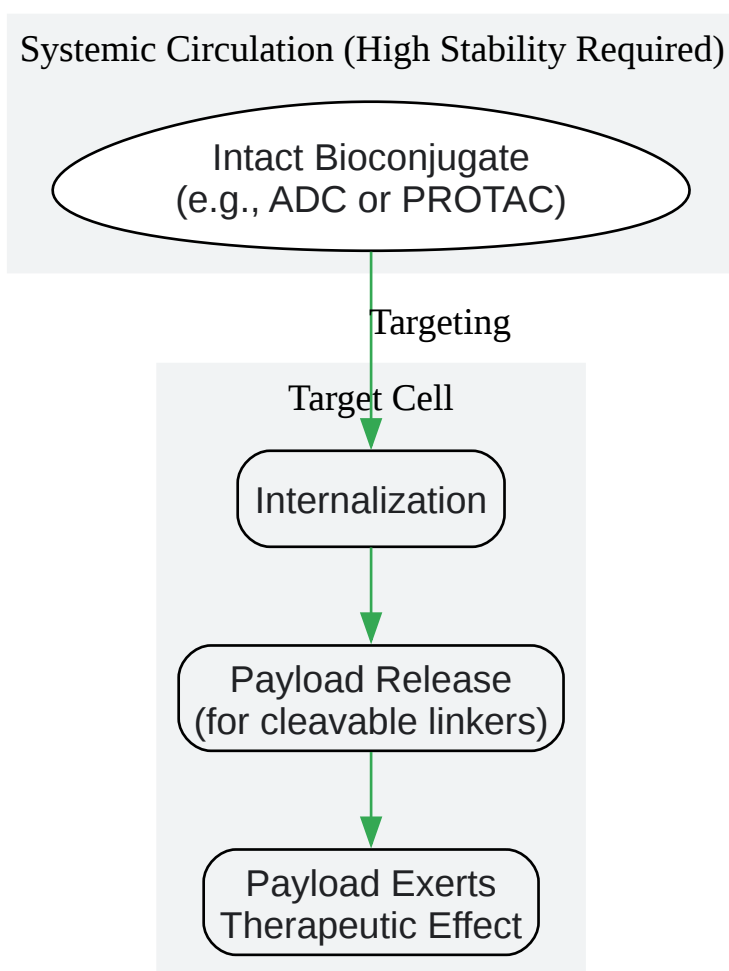 Systemic Circulation (High Stability Required)
Intact Bioconjugate
(e.g., ADC or PROTAC)
Targeting
Target Cell
Internalization
Payload Release
(for cleavable linkers)
Payload Exerts
Therapeutic Effect